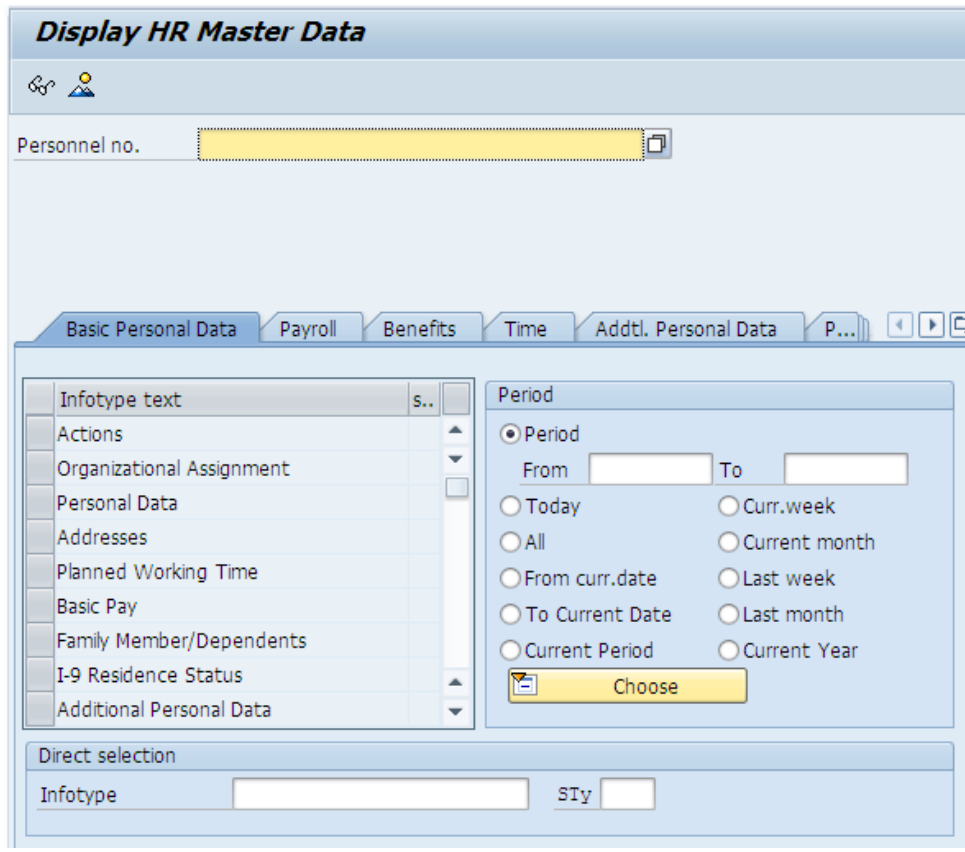 Display HR Master Data
Personnel no.
Basic Personal Data Payroll Benefits Time Addtl. Personal Data P...
Infotype text s..
Actions
Organizational Assignment
Personal Data
Addresses
Planned Working Time
Basic Pay
Family Member/Dependents
I-9 Residence Status
Additional Personal Data
Period
Period
From To
Today Curr.week
All Current month
From curr.date Last week
To Current Date Last month
Current Period Current Year
Choose
Direct selection
Infotype STy